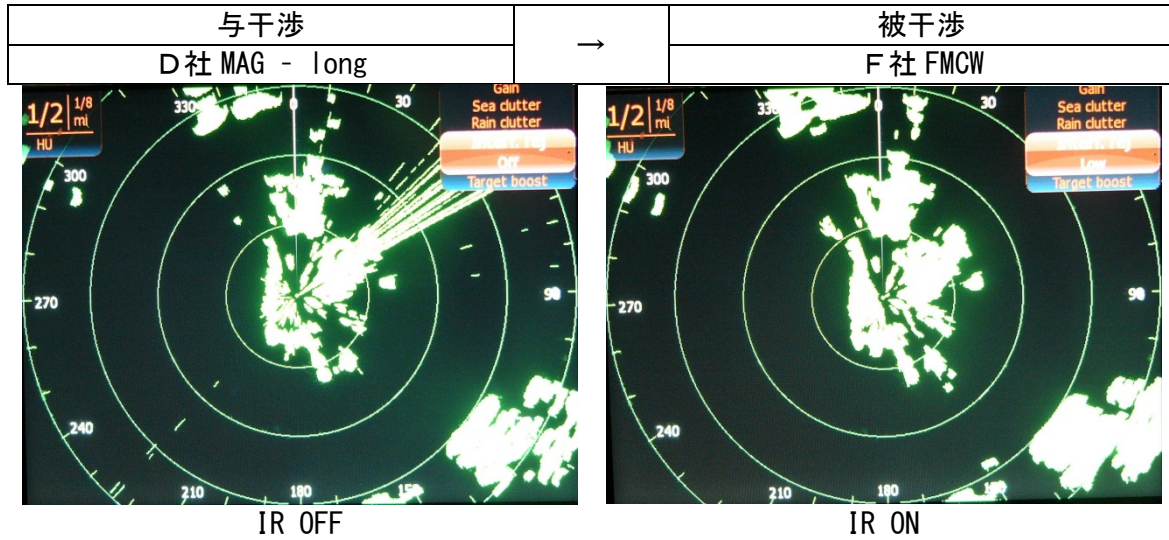 与干渉
→
被干渉
D社 MAG - long
F社 FMCW
1/2 1/8 mi
HU
Gain
Sea clutter
Rain clutter
Off
Target boost
330
0
30
300
270
90
240
210
180
150
1/2 1/8 mi
HU
Gain
Sea clutter
Rain clutter
Low
Target boost
330
0
30
300
270
90
240
210
180
150
IR OFF
IR ON